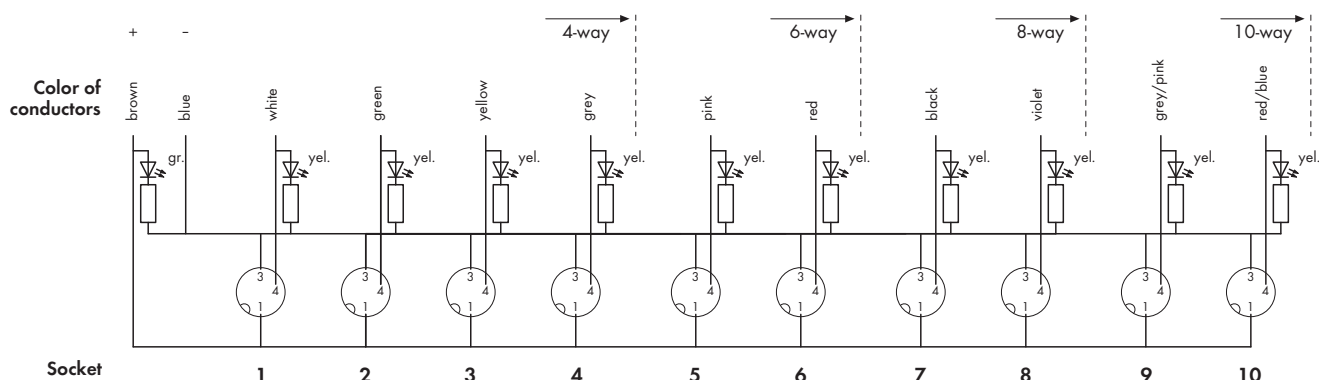 4-way 6-way 8-way 10-way
+ –
Color of
conductors
brown blue white green yellow grey pink red black violet grey/pink red/blue
gr. yel. yel. yel. yel. yel. yel. yel. yel. yel. yel.
3 3 3 3 3 3 3 3 3 3
4 4 4 4 4 4 4 4 4 4
1 1 1 1 1 1 1 1 1 1
Socket 1 2 3 4 5 6 7 8 9 10